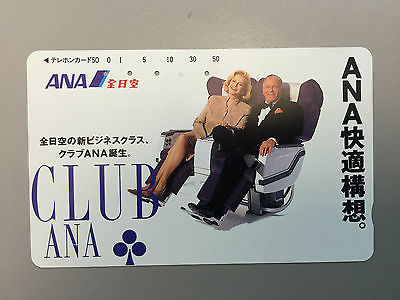 ◀テレホンカード50 0 1 5 10 30 50
ANA 全日空
全日空の新ビジネスクラス、
クラブANA誕生。
CLUB
ANA
ANA快適構想。